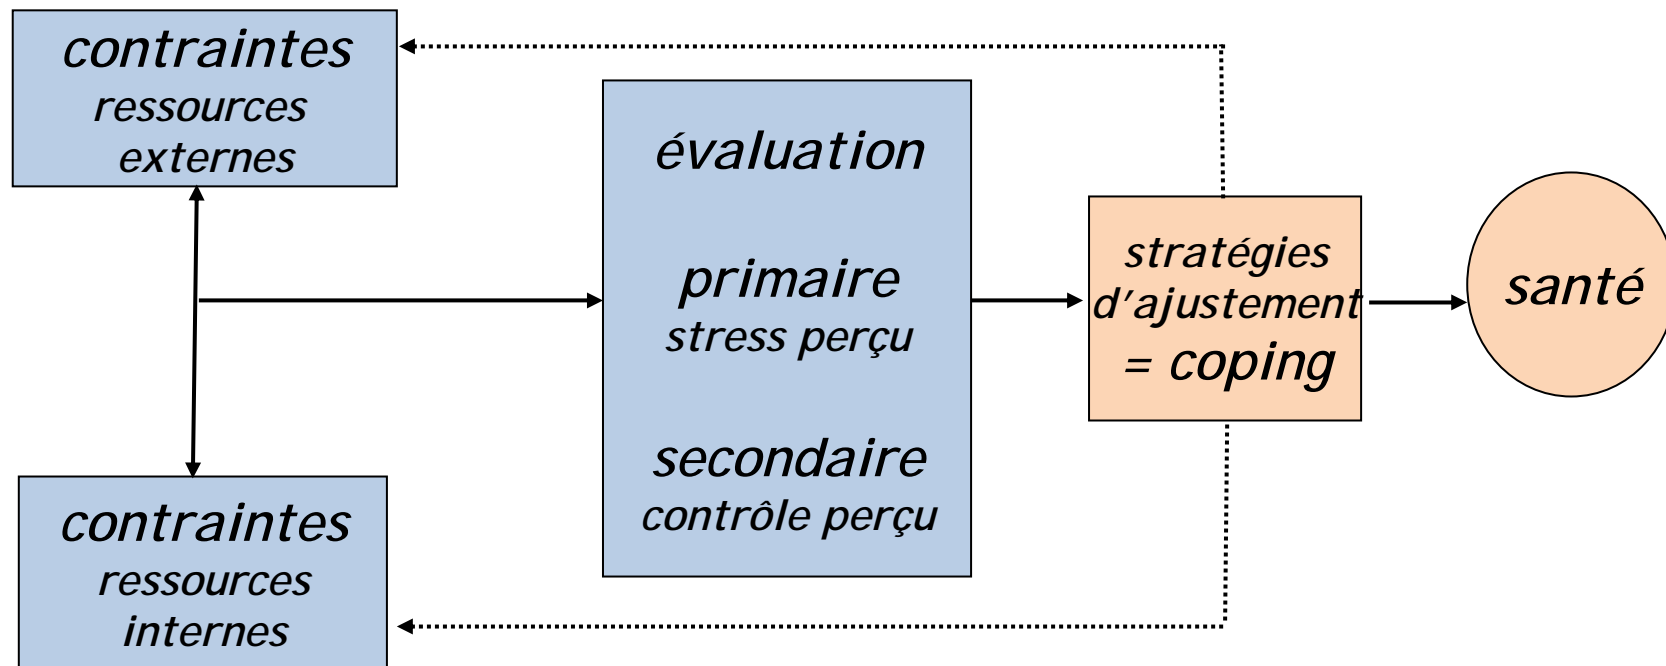 contraintes
ressources
externes
évaluation
primaire
stress perçu
secondaire
contrôle perçu
contraintes
ressources
internes
stratégies
d'ajustement
= coping
santé